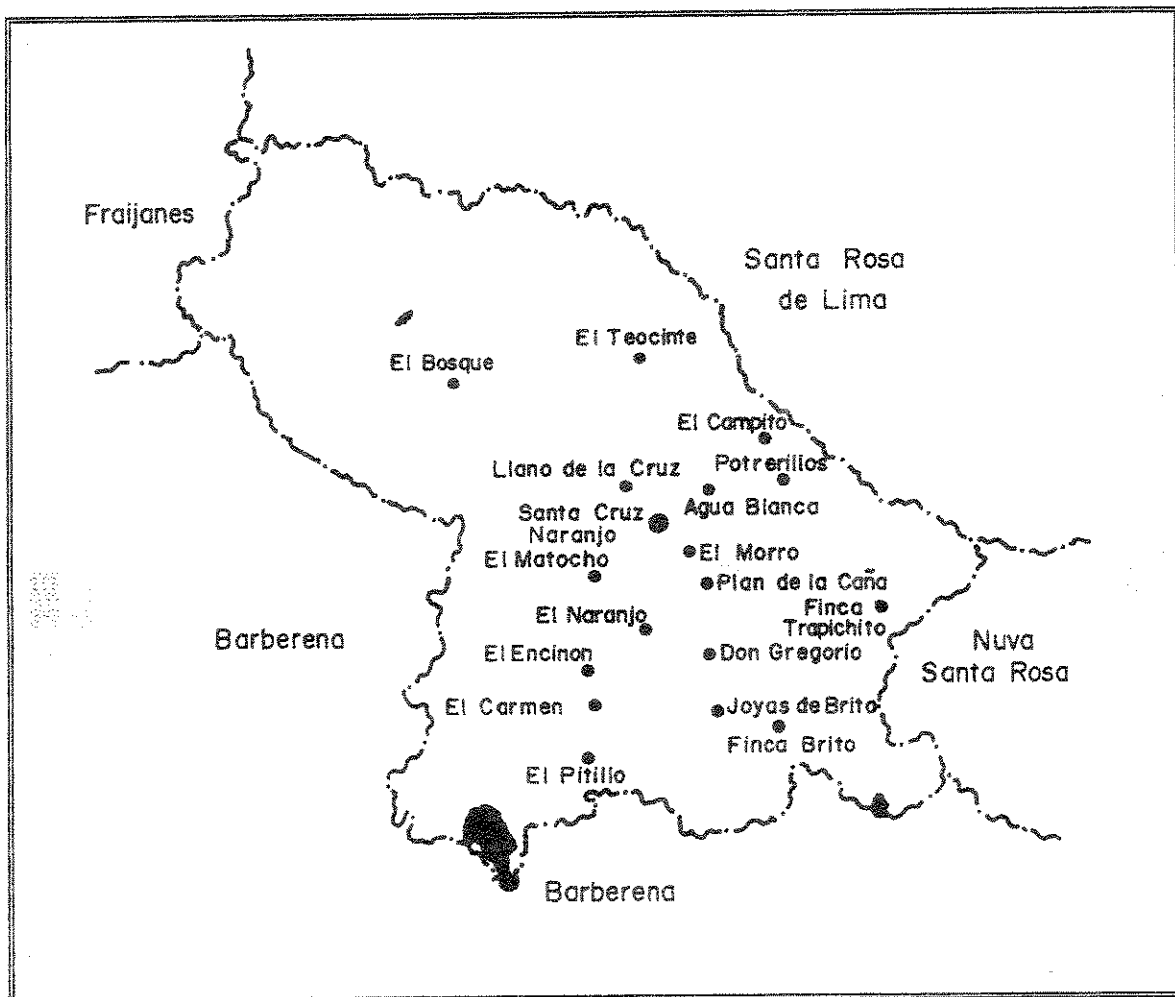 Fraijanes
Santa Rosa
de Lima
El Teocinte
El Bosque
El Campito
Llano de la Cruz
Potrerillos
Santa Cruz
Naranjo
Agua Blanca
El Morro
El Matocho
Plan de la Caña
Finca
Trapichito
El Naranjo
Barberena
Nuva
Santa Rosa
El Encinon
Don Gregorio
El Carmen
Joyas de Brito
Finca Brito
El Pitillo
Barberena